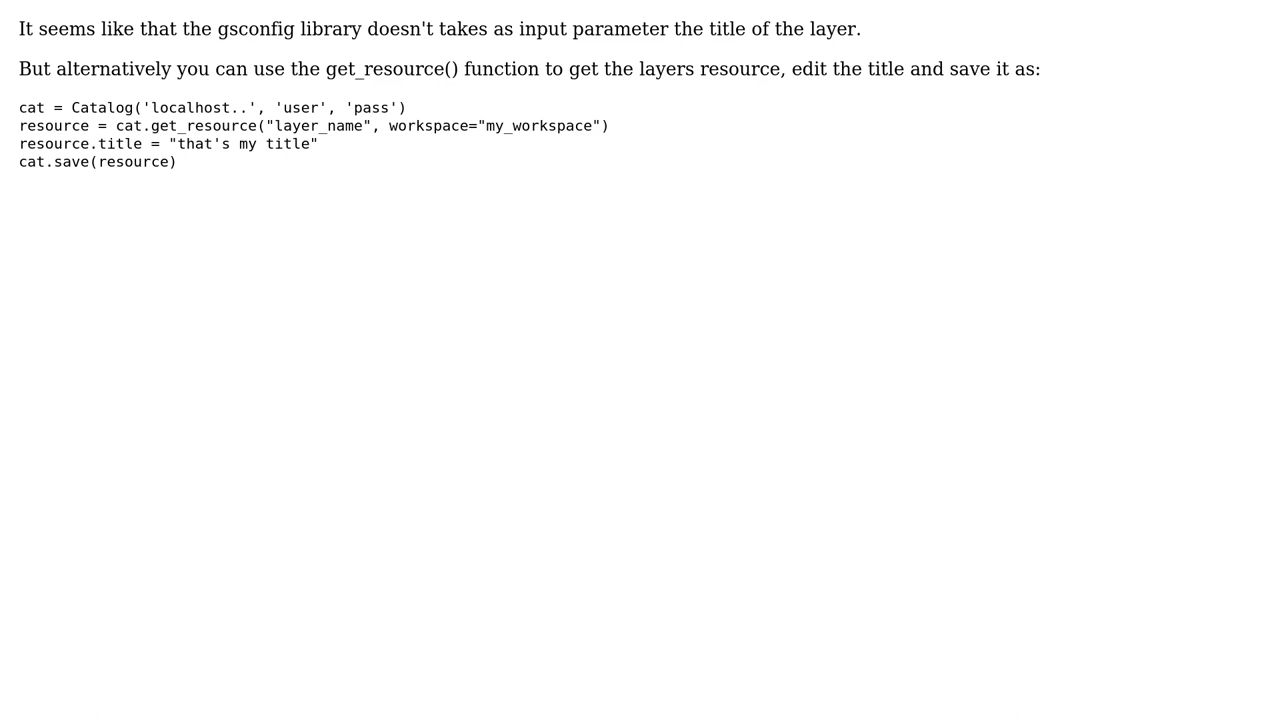 It seems like that the gsconfig library doesn't takes as input parameter the title of the layer.
But alternatively you can use the get_resource() function to get the layers resource, edit the title and save it as:
cat = Catalog('localhost..', 'user', 'pass')
resource = cat.get_resource("layer_name", workspace="my_workspace")
resource.title = "that's my title"
cat.save(resource)